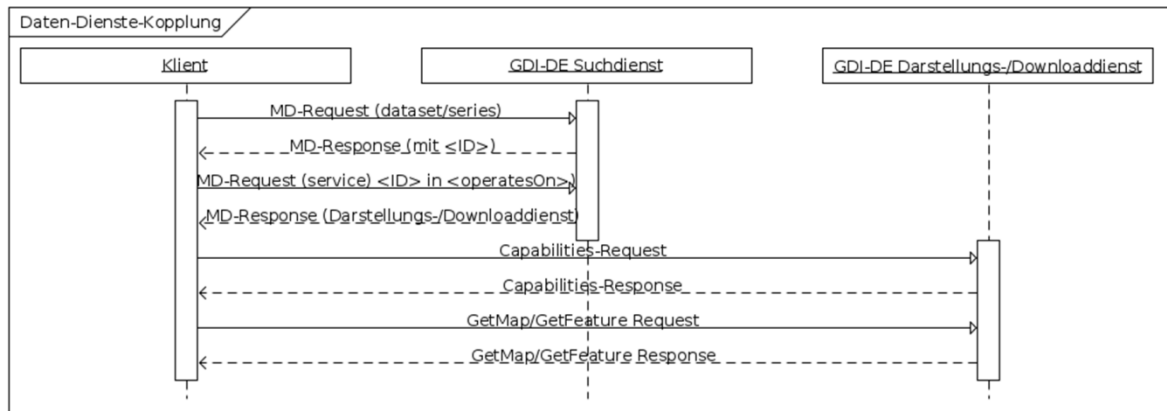 Daten-Dienste-Kopplung
Klient
GDI-DE Suchdienst
GDI-DE Darstellungs-/Downloaddienst
MD-Request (dataset/series)
MD-Response (mit <ID>)
MD-Request (service) <ID> in <operatesOn>)
MD-Response (Darstellungs-/Downloaddienst)
Capabilities-Request
Capabilities-Response
GetMap/GetFeature Request
GetMap/GetFeature Response